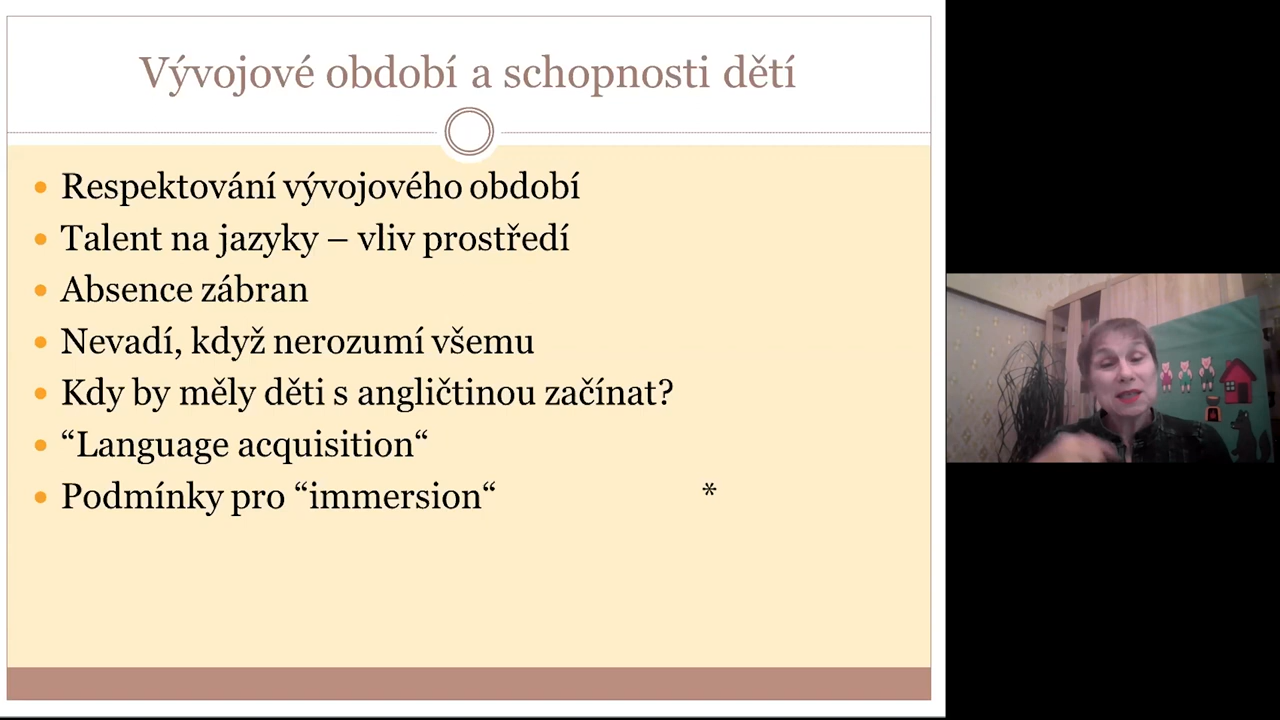 Vývojové období a schopnosti dětí
Respektování vývojového období
Talent na jazyky – vliv prostředí
Absence zábran
Nevadí, když nerozumí všemu
Kdy by měly děti s angličtinou začínat?
“Language acquisition“
Podmínky pro “immersion“ *